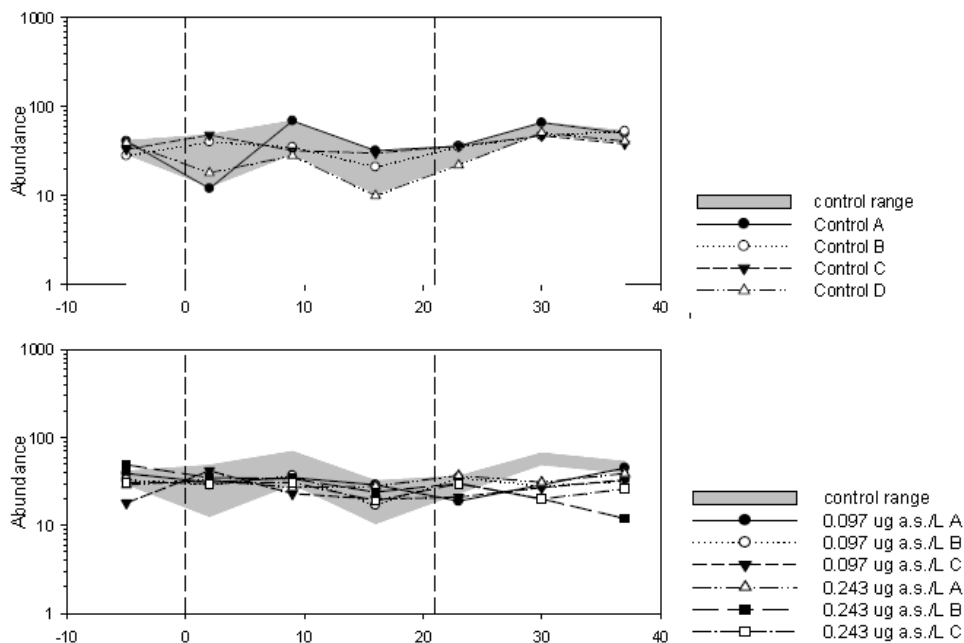 1000
100
10
1
Abundance
-10 0 10 20 30 40
control range
Control A
Control B
Control C
Control D
1000
100
10
1
Abundance
-10 0 10 20 30 40
control range
0.097 ug a.s./L A
0.097 ug a.s./L B
0.097 ug a.s./L C
0.243 ug a.s./L A
0.243 ug a.s./L B
0.243 ug a.s./L C